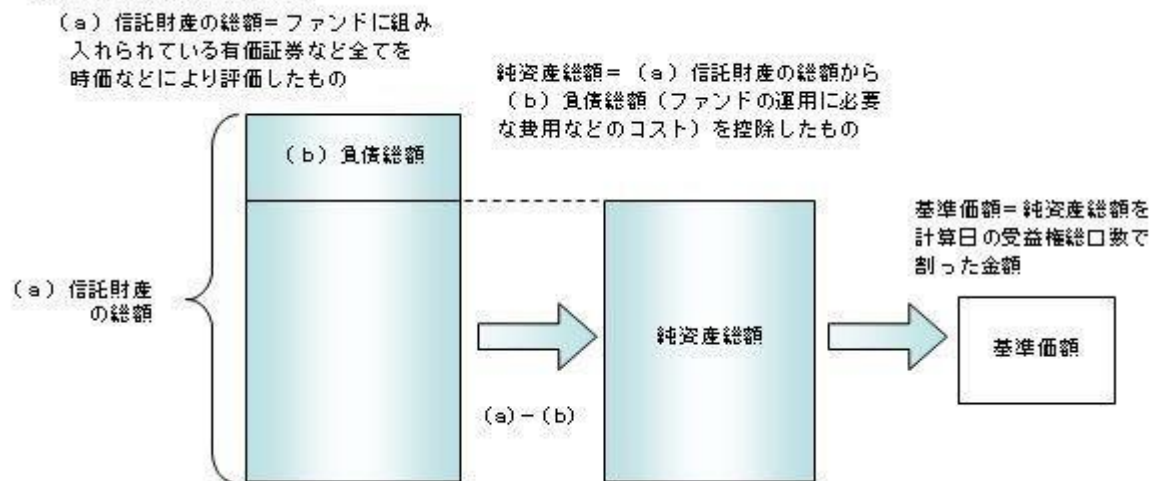 (a)信託財産の総額=ファンドに組み
入れられている有価証券など全てを
時価などにより評価したもの
純資産総額=(a)信託財産の総額から
(b)負債総額(ファンドの運用に必要
な費用などのコスト)を控除したもの
(b)負債総額
基準価額=純資産総額を
計算日の受益権総口数で
割った金額
(a)信託財産
の総額
純資産総額
基準価額
(a)-(b)